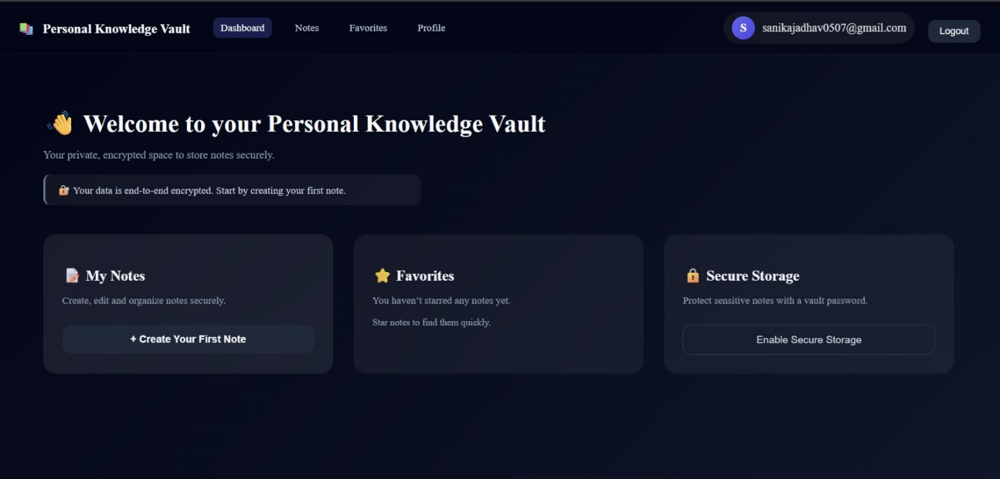 Personal Knowledge Vault Dashboard Notes Favorites Profile S sanikajadhav0507@gmail.com Logout
Welcome to your Personal Knowledge Vault
Your private, encrypted space to store notes securely.
Your data is end-to-end encrypted. Start by creating your first note.
My Notes
Create, edit and organize notes securely.
+ Create Your First Note
Favorites
You haven’t starred any notes yet.
Star notes to find them quickly.
Secure Storage
Protect sensitive notes with a vault password.
Enable Secure Storage